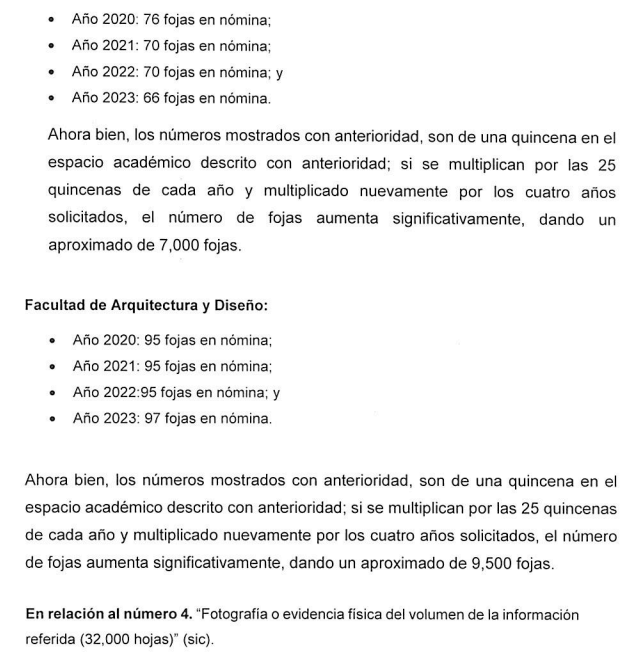 • Año 2020: 76 fojas en nómina;
• Año 2021: 70 fojas en nómina;
• Año 2022: 70 fojas en nómina; y
• Año 2023: 66 fojas en nómina.
Ahora bien, los números mostrados con anterioridad, son de una quincena en el
espacio académico descrito con anterioridad; si se multiplican por las 25
quincenas de cada año y multiplicado nuevamente por los cuatro años
solicitados, el número de fojas aumenta significativamente, dando un
aproximado de 7,000 fojas.
Facultad de Arquitectura y Diseño:
• Año 2020: 95 fojas en nómina;
• Año 2021: 95 fojas en nómina;
• Año 2022:95 fojas en nómina; y
• Año 2023: 97 fojas en nómina.
Ahora bien, los números mostrados con anterioridad, son de una quincena en el
espacio académico descrito con anterioridad; si se multiplican por las 25 quincenas
de cada año y multiplicado nuevamente por los cuatro años solicitados, el número
de fojas aumenta significativamente, dando un aproximado de 9,500 fojas.
En relación al número 4. “Fotografía o evidencia física del volumen de la información
referida (32,000 hojas)” (sic).